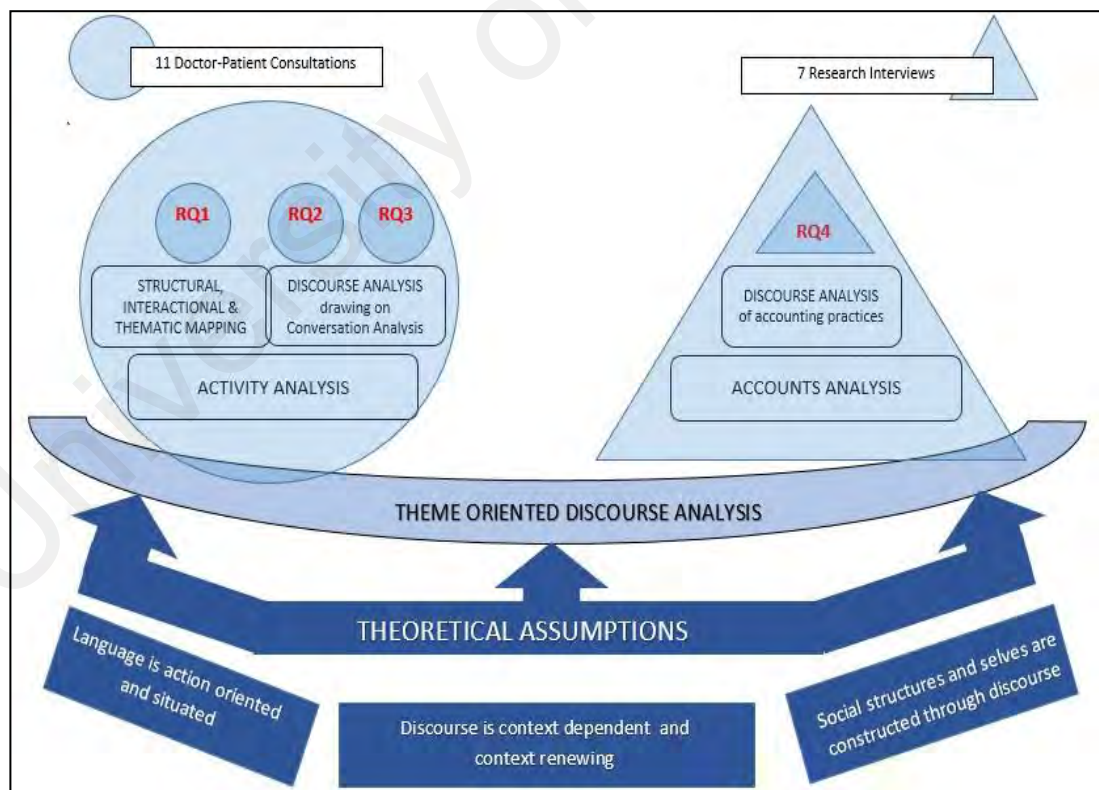 11 Doctor-Patient Consultations
7 Research Interviews
RQ1
RQ2
RQ3
RQ4
STRUCTURAL,
INTERACTIONAL &
THEMATIC MAPPING
DISCOURSE ANALYSIS
drawing on
Conversation Analysis
DISCOURSE ANALYSIS
of accounting practices
ACTIVITY ANALYSIS
ACCOUNTS ANALYSIS
THEME ORIENTED DISCOURSE ANALYSIS
THEORETICAL ASSUMPTIONS
Language is action oriented
and situated
Discourse is context dependent and
context renewing
Social structures and selves are
constructed through discourse
University of